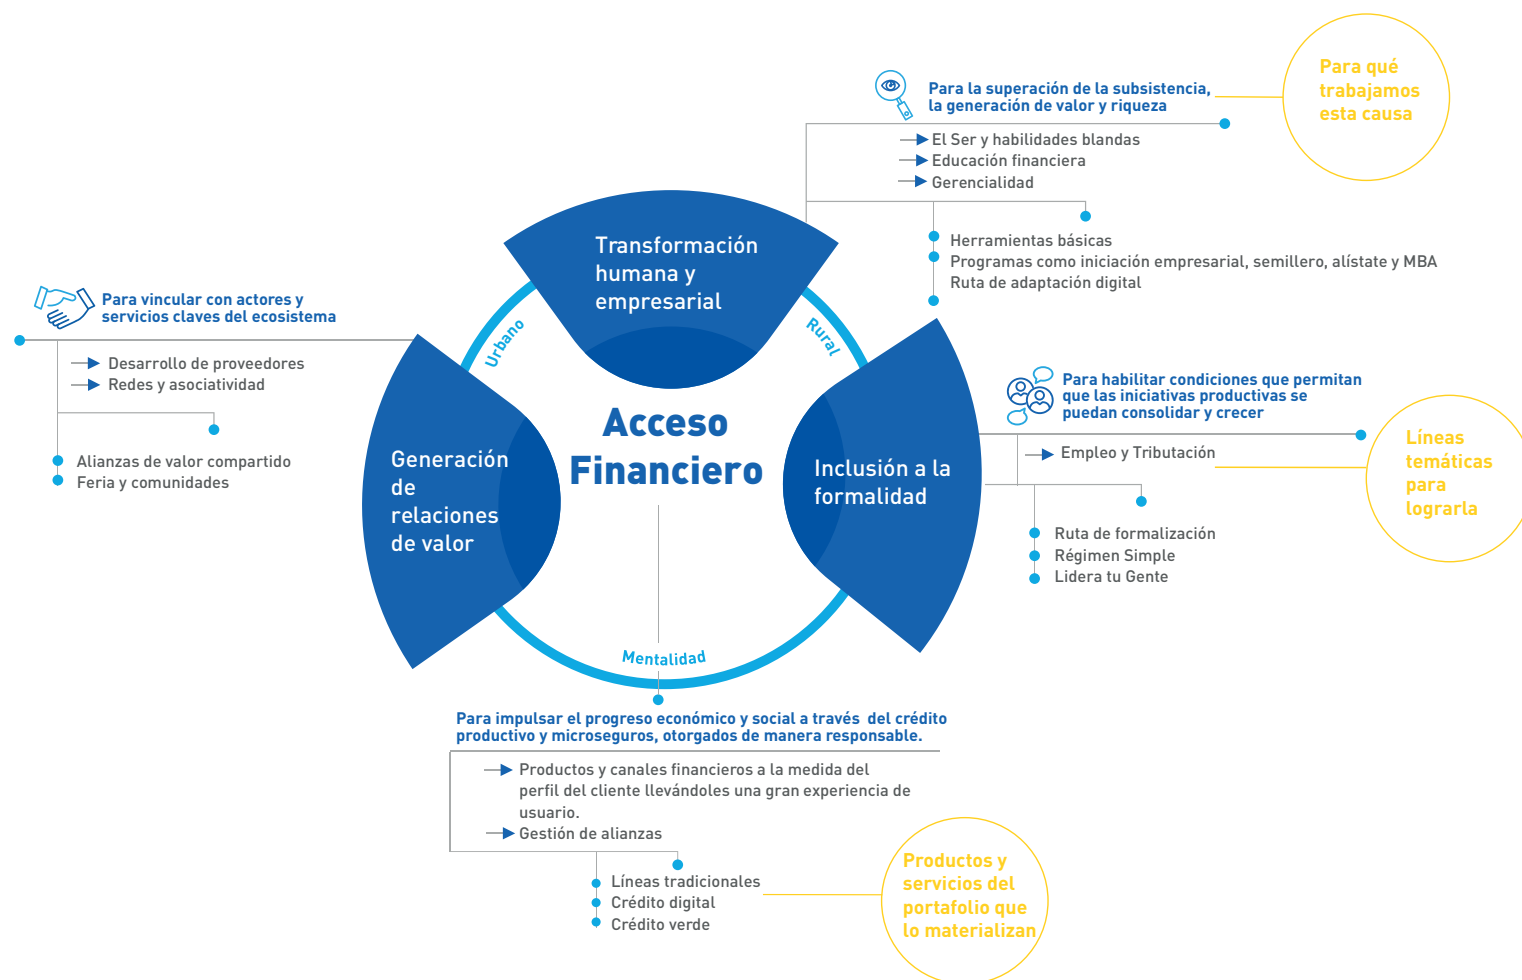 Para qué
trabajamos
esta causa
Para la superación de la subsistencia,
la generación de valor y riqueza
El Ser y habilidades blandas
Educación financiera
Gerencialidad
Herramientas básicas
Programas como iniciación empresarial, semillero, alístate y MBA
Ruta de adaptación digital
Transformación
humana y
empresarial
Para vincular con actores y
servicios claves del ecosistema
Desarrollo de proveedores
Redes y asociatividad
Alianzas de valor compartido
Feria y comunidades
Urbano
Rural
Generación
de
relaciones
de valor
Acceso
Financiero
Inclusión a la
formalidad
Para habilitar condiciones que permitan
que las iniciativas productivas se
puedan consolidar y crecer
Empleo y Tributación
Ruta de formalización
Régimen Simple
Lidera tu Gente
Líneas
temáticas
para
lograrla
Mentalidad
Para impulsar el progreso económico y social a través del crédito
productivo y microseguros, otorgados de manera responsable.
Productos y canales financieros a la medida del
perfil del cliente llevándoles una gran experiencia de
usuario.
Gestión de alianzas
Líneas tradicionales
Crédito digital
Crédito verde
Productos y
servicios del
portafolio que
lo materializan